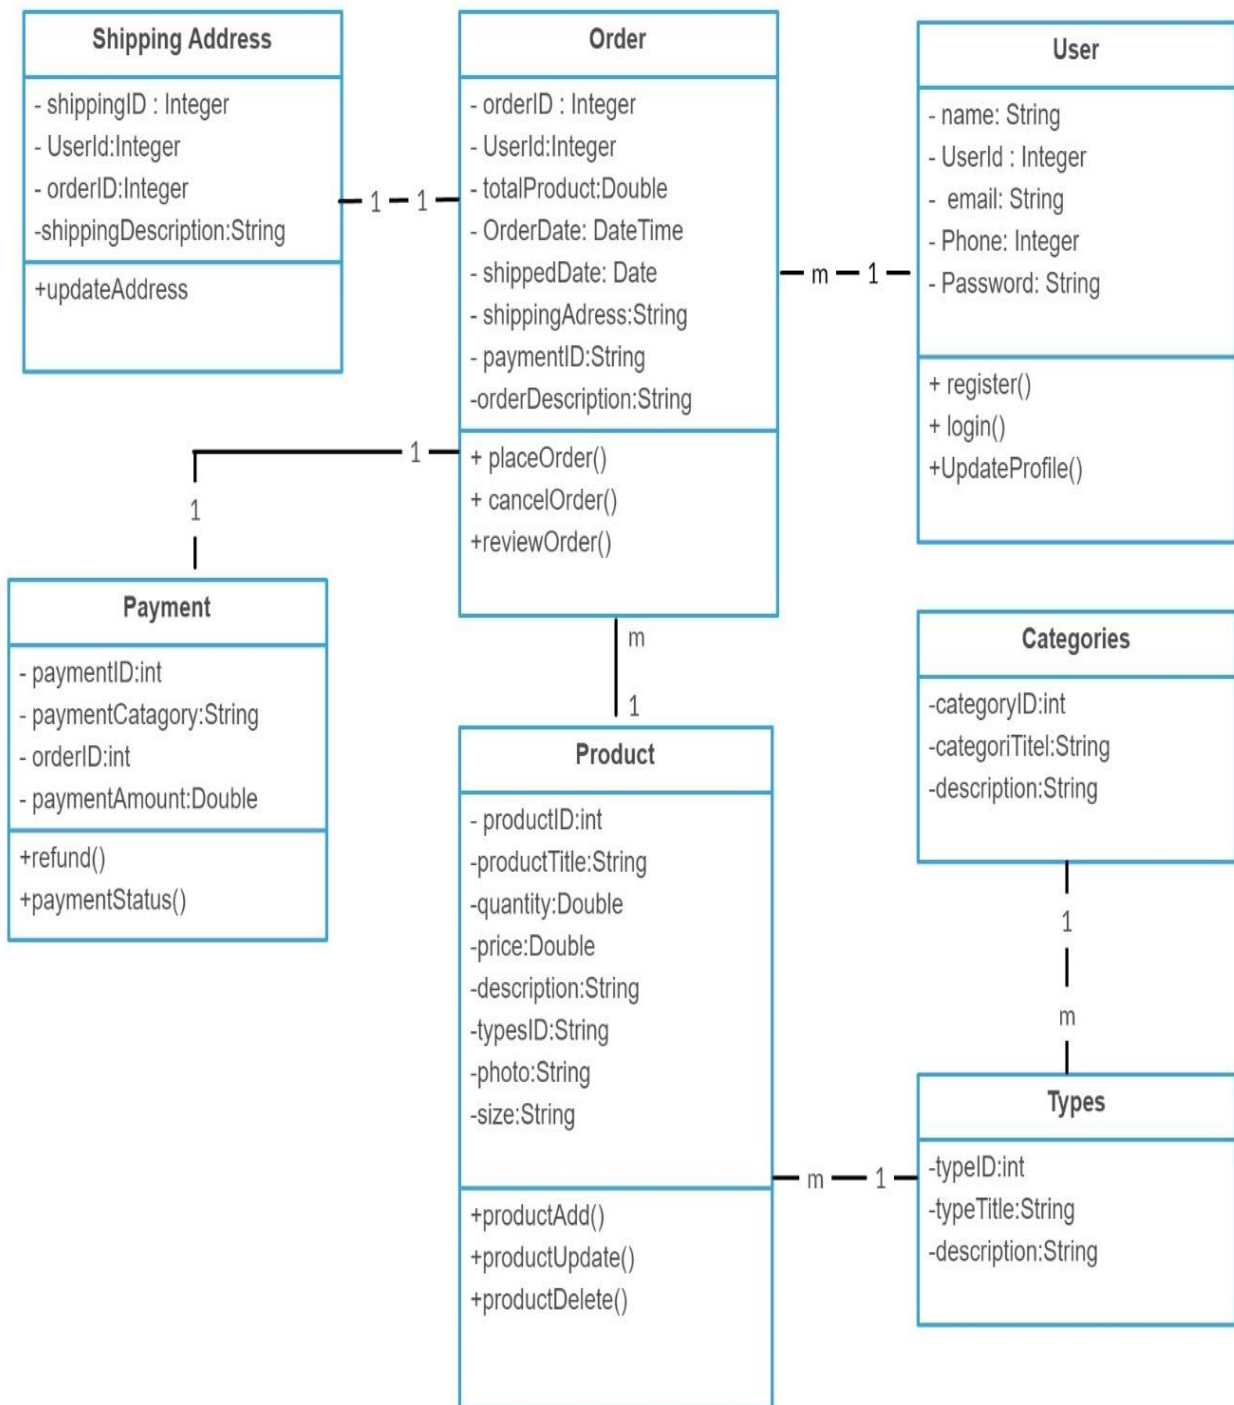 Shipping Address
- shippingID : Integer
- UserId:Integer
- orderID:Integer
-shippingDescription:String
+updateAddress
1 1
Order
- orderID : Integer
- UserId:Integer
- totalProduct:Double
- OrderDate: DateTime
- shippedDate: Date
- shippingAdress:String
- paymentID:String
-orderDescription:String
+ placeOrder()
+ cancelOrder()
+reviewOrder()
m 1
User
- name: String
- UserId : Integer
- email: String
- Phone: Integer
- Password: String
+ register()
+ login()
+UpdateProfile()
1
1
Payment
- paymentID:int
- paymentCatagory:String
- orderID:int
- paymentAmount:Double
+refund()
+paymentStatus()
m
1
Product
- productID:int
-productTitle:String
-quantity:Double
-price:Double
-description:String
-typesID:String
-photo:String
-size:String
+productAdd()
+productUpdate()
+productDelete()
Categories
-categoryID:int
-categoriTitel:String
-description:String
1
m
m 1
Types
-typeID:int
-typeTitle:String
-description:String